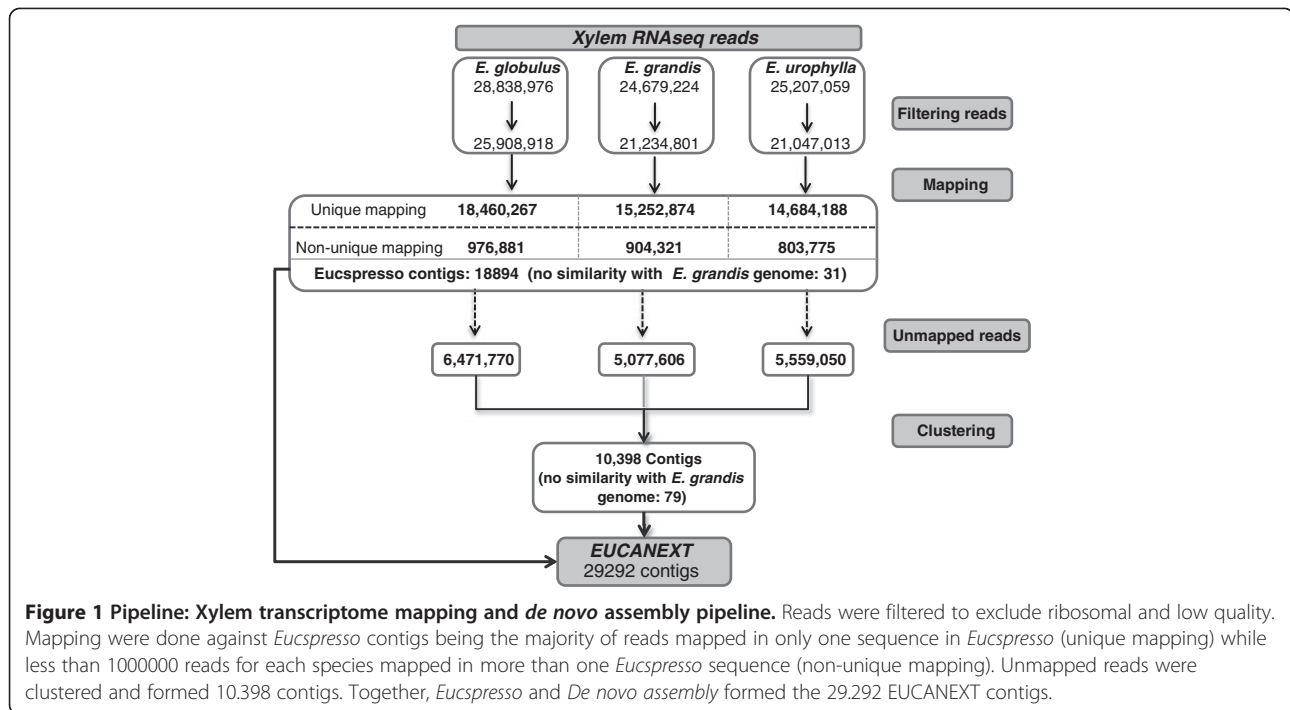 Xylem RNAseq reads
E. globulus E. grandis E. urophylla
28,838,976 24,679,224 25,207,059
Filtering reads
25,908,918 21,234,801 21,047,013
Mapping
Unique mapping 18,460,267 15,252,874 14,684,188
Non-unique mapping 976,881 904,321 803,775
Eucspresso contigs: 18894 (no similarity with E. grandis genome: 31)
Unmapped reads
6,471,770 5,077,606 5,559,050
Clustering
10,398 Contigs
(no similarity with E. grandis
genome: 79)
EUCANEXT
29292 contigs
Figure 1 Pipeline: Xylem transcriptome mapping and de novo assembly pipeline. Reads were filtered to exclude ribosomal and low quality.
Mapping were done against Eucspresso contigs being the majority of reads mapped in only one sequence in Eucspresso (unique mapping) while
less than 1000000 reads for each species mapped in more than one Eucspresso sequence (non-unique mapping). Unmapped reads were
clustered and formed 10.398 contigs. Together, Eucspresso and De novo assembly formed the 29.292 EUCANEXT contigs.